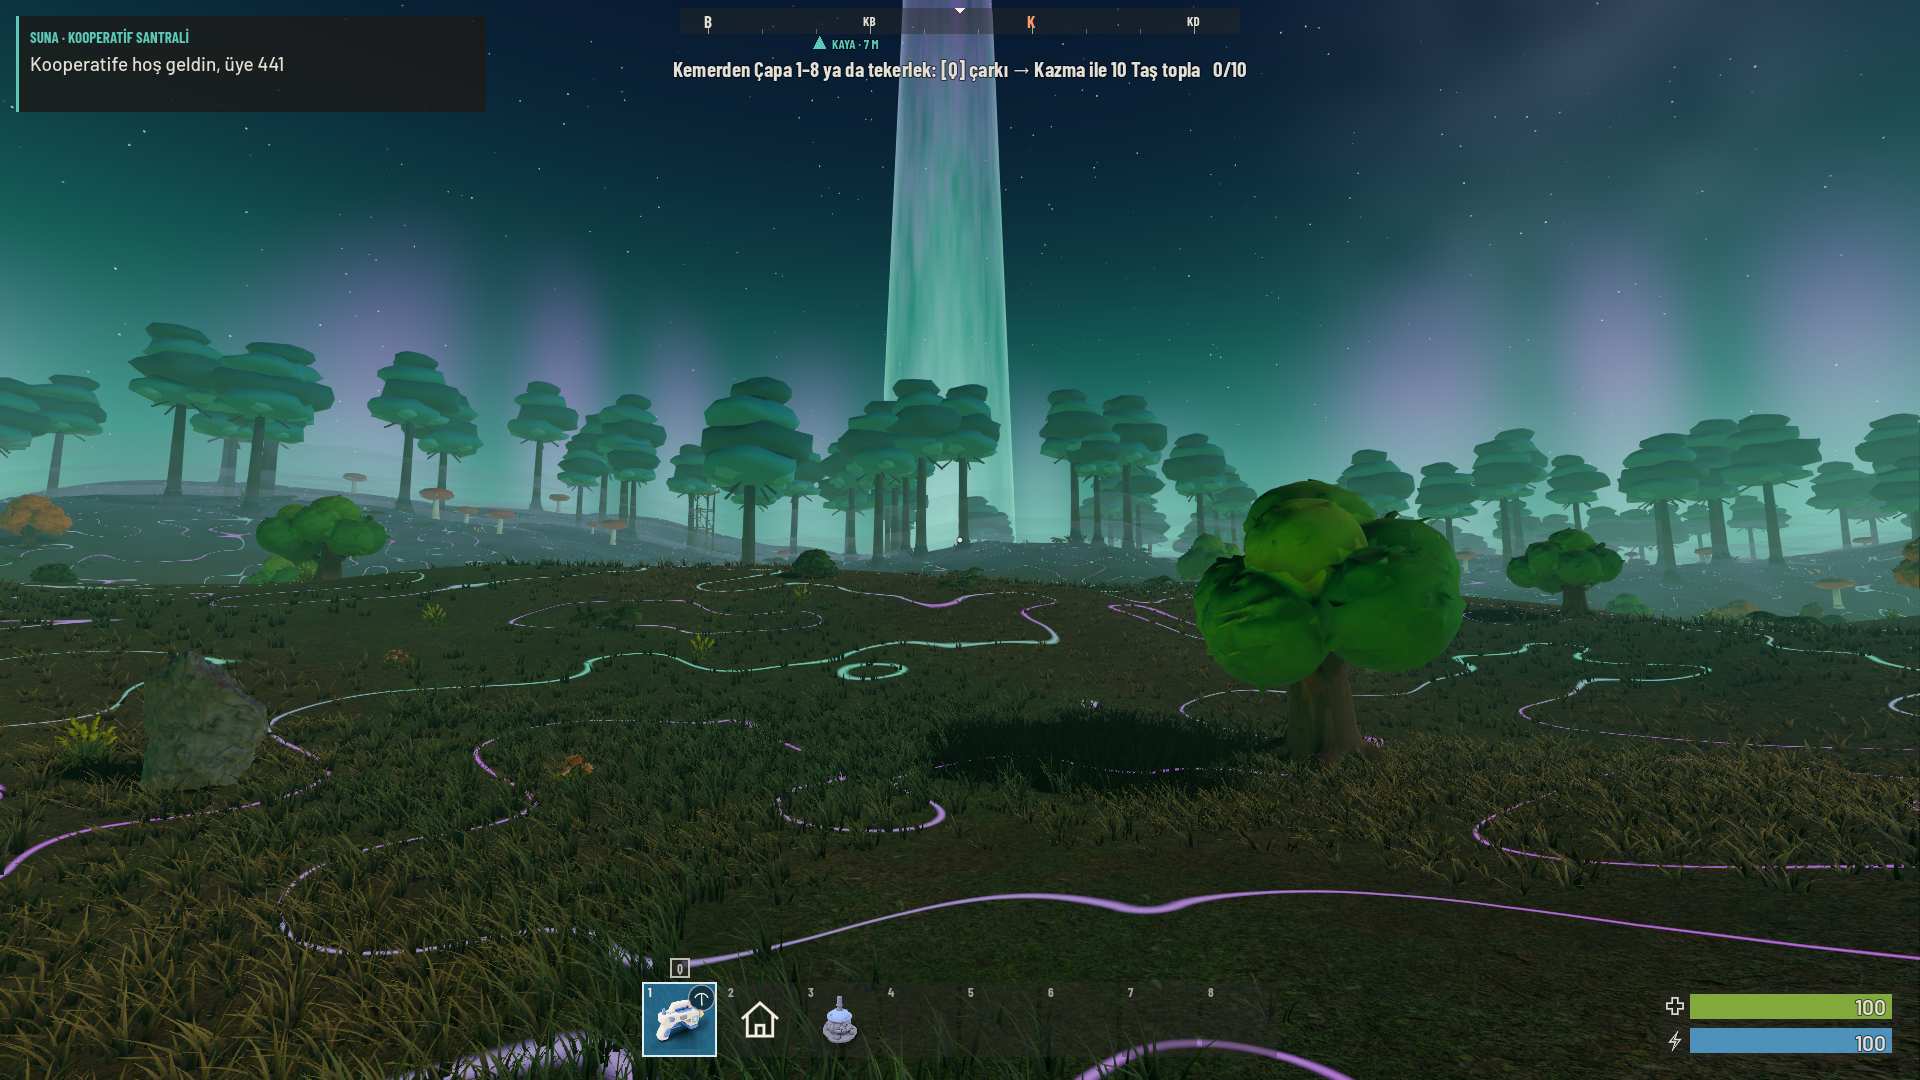 SUNA · KOOPERATİF SANTRALİ
Kooperatife hoş geldin, üye 441
B KB K KD
KAYA · 7 M
Kemerden Çapa 1-8 ya da tekerlek: [Q] çarkı → Kazma ile 10 Taş topla 0/10
Q
1 2 3 4 5 6 7 8
100
100